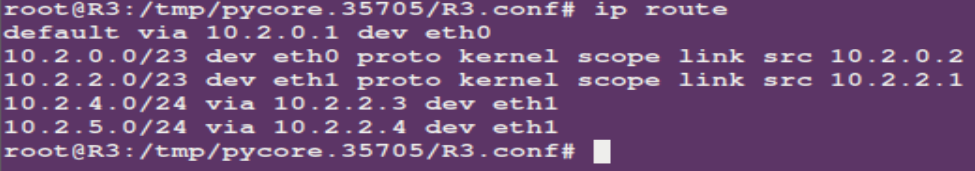 root@R3:/tmp/pycore.35705/R3.conf# ip route
default via 10.2.0.1 dev eth0
10.2.0.0/23 dev eth0 proto kernel scope link src 10.2.0.2
10.2.2.0/23 dev eth1 proto kernel scope link src 10.2.2.1
10.2.4.0/24 via 10.2.2.3 dev eth1
10.2.5.0/24 via 10.2.2.4 dev eth1
root@R3:/tmp/pycore.35705/R3.conf#